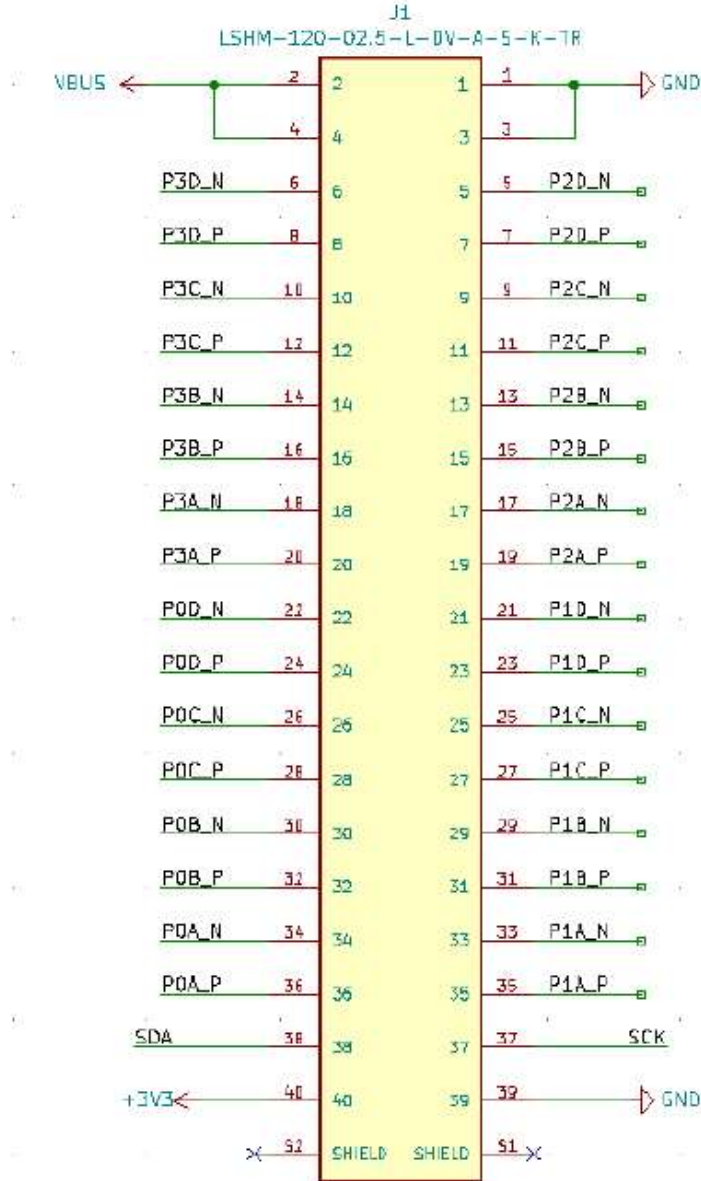 J1
LSHM-120-02.5-L-DV-A-S-K-TR
VBUS 2 2 1 1 GND
4 4 3 3
P3D_N 6 6 5 5 P2D_N
P3D_P 8 8 7 7 P2D_P
P3C_N 10 10 9 9 P2C_N
P3C_P 12 12 11 11 P2C_P
P3B_N 14 14 13 13 P2B_N
P3B_P 16 16 15 15 P2B_P
P3A_N 18 18 17 17 P2A_N
P3A_P 20 20 19 19 P2A_P
P0D_N 22 22 21 21 P1D_N
P0D_P 24 24 23 23 P1D_P
P0C_N 26 26 25 25 P1C_N
P0C_P 28 28 27 27 P1C_P
P0B_N 30 30 29 29 P1B_N
P0B_P 32 32 31 31 P1B_P
P0A_N 34 34 33 33 P1A_N
P0A_P 36 36 35 35 P1A_P
SDA 38 38 37 37 SCK
+3V3 40 40 39 39 GND
S2 SHIELD SHIELD S1